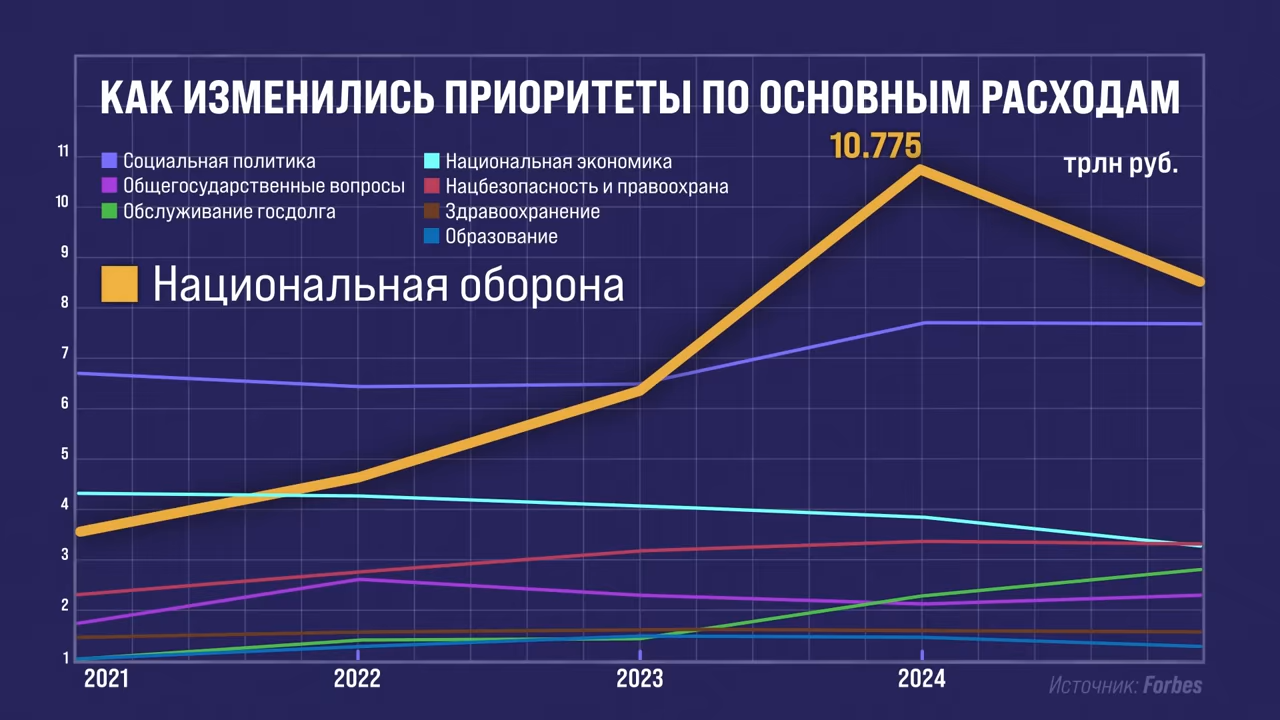 КАК ИЗМЕНИЛИСЬ ПРИОРИТЕТЫ ПО ОСНОВНЫМ РАСХОДАМ
10.775
трлн руб.
Социальная политика
Общегосударственные вопросы
Обслуживание госдолга
Национальная экономика
Нацбезопасность и правоохрана
Здравоохранение
Образование
Национальная оборона
11
10
9
8
7
6
5
4
3
2
1
2021 2022 2023 2024
Источник: Forbes